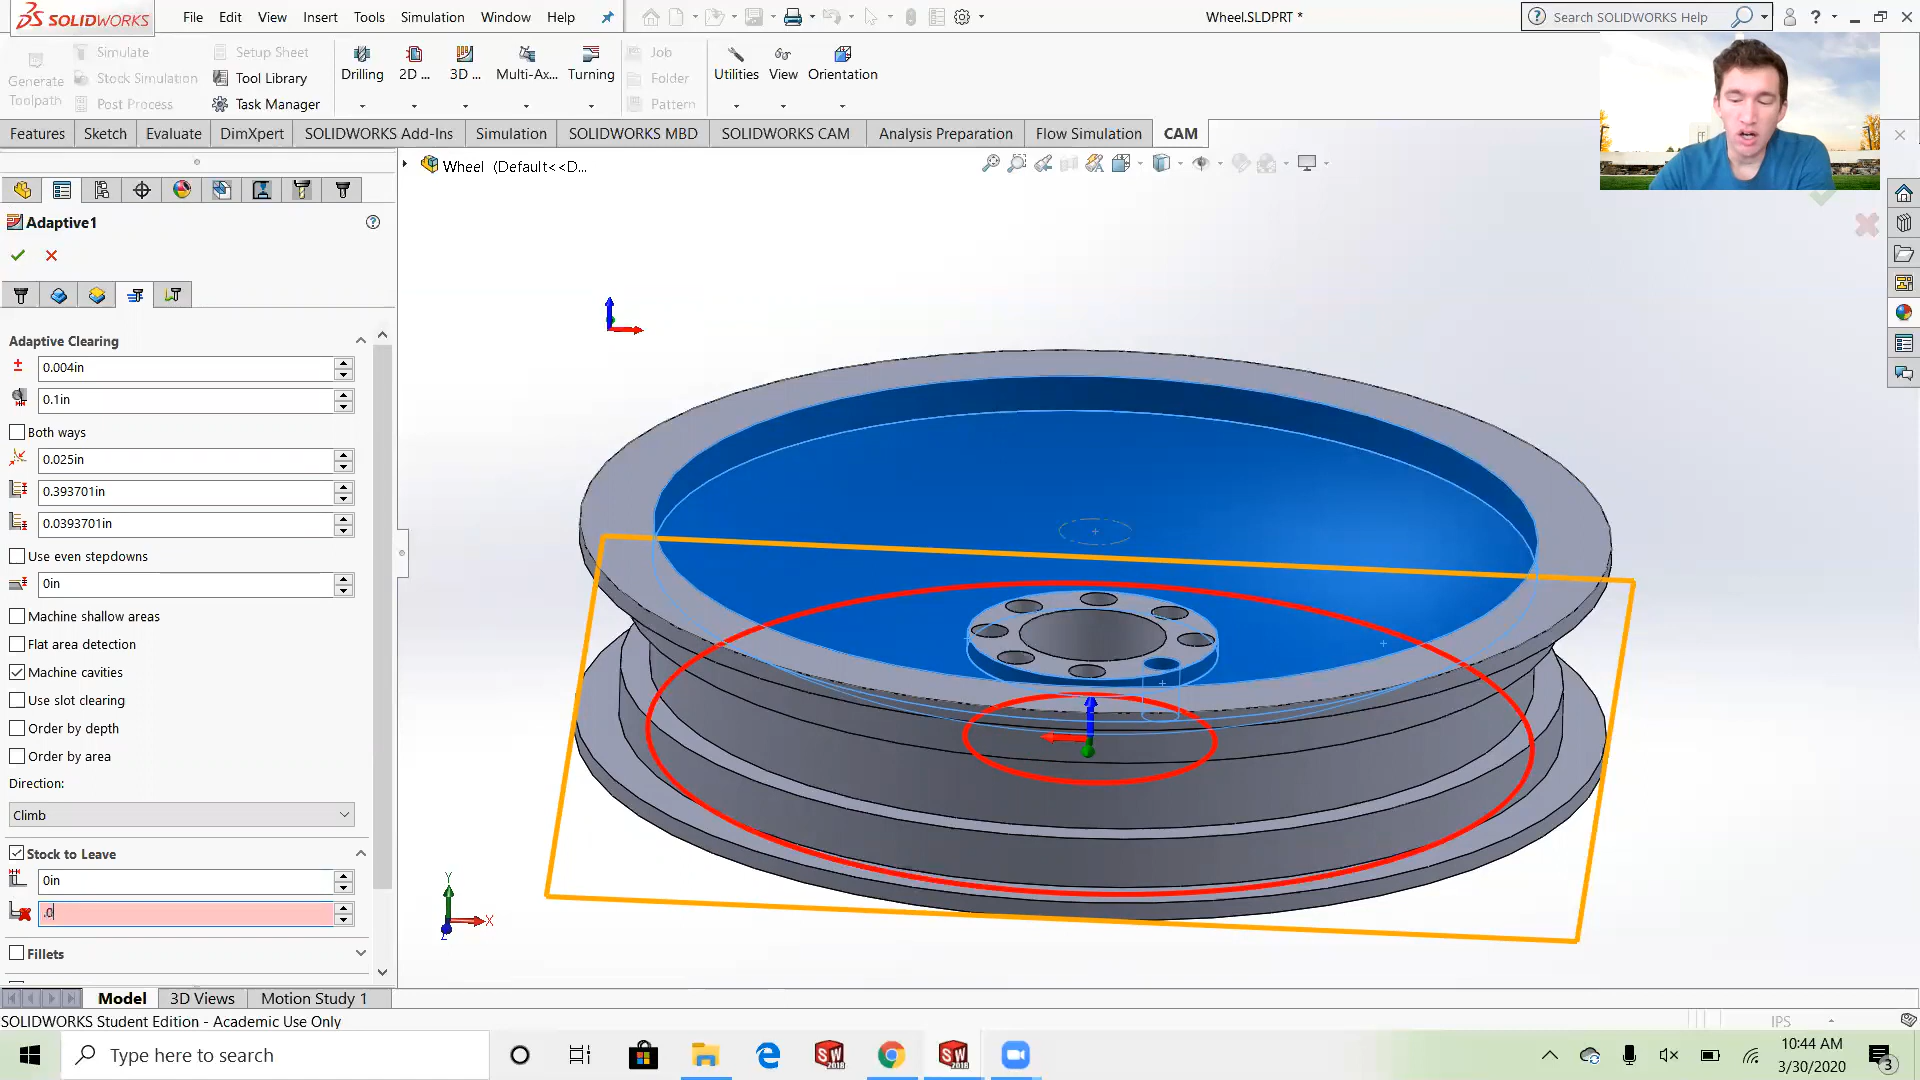 SOLIDWORKS
File Edit View Insert Tools Simulation Window Help
Wheel.SLDPRT *
Search SOLIDWORKS Help
Generate Toolpath
Simulate
Stock Simulation
Post Process
Setup Sheet
Tool Library
Task Manager
Drilling
2D ...
3D ...
Multi-Ax...
Turning
Job
Folder
Pattern
Utilities
View
Orientation
Features Sketch Evaluate DimXpert SOLIDWORKS Add-Ins Simulation SOLIDWORKS MBD SOLIDWORKS CAM Analysis Preparation Flow Simulation CAM
Wheel (Default<<D...
Adaptive1
Adaptive Clearing
0.004in
0.1in
Both ways
0.025in
0.393701in
0.0393701in
Use even stepdowns
0in
Machine shallow areas
Flat area detection
Machine cavities
Use slot clearing
Order by depth
Order by area
Direction:
Climb
Stock to Leave
0in
.0
Fillets
Y
X
Z
Model 3D Views Motion Study 1
SOLIDWORKS Student Edition - Academic Use Only
IPS
Type here to search
SW 2018
SW 2018
10:44 AM
3/30/2020
3